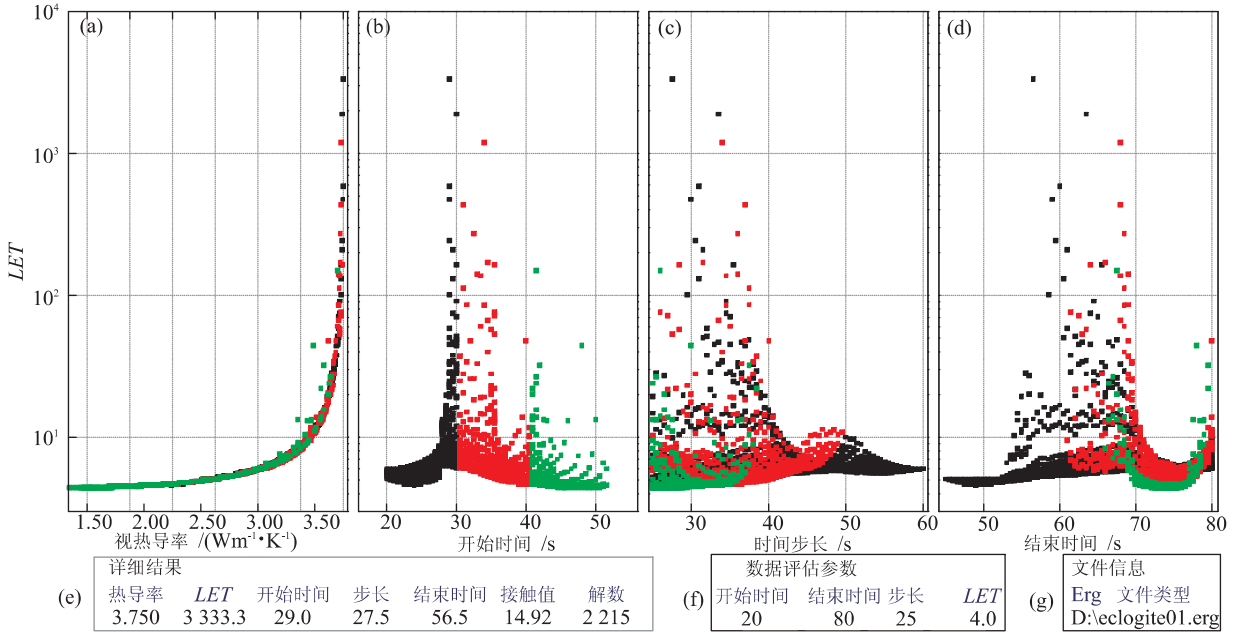 (a) (b) (c) (d)
10⁴
10³
10²
10¹
LET
1.50 2.00 2.50 3.00 3.50
20 30 40 50
30 40 50 60
50 60 70 80
视热导率 /(Wm⁻¹·K⁻¹)
开始时间 /s
时间步长 /s
结束时间 /s
(e)
详细结果
热导率 LET 开始时间 步长 结束时间 接触值 解数
3.750 3 333.3 29.0 27.5 56.5 14.92 2 215
(f)
数据评估参数
开始时间 结束时间 步长 LET
20 80 25 4.0
(g)
文件信息
Erg 文件类型
D:\eclogite01.erg